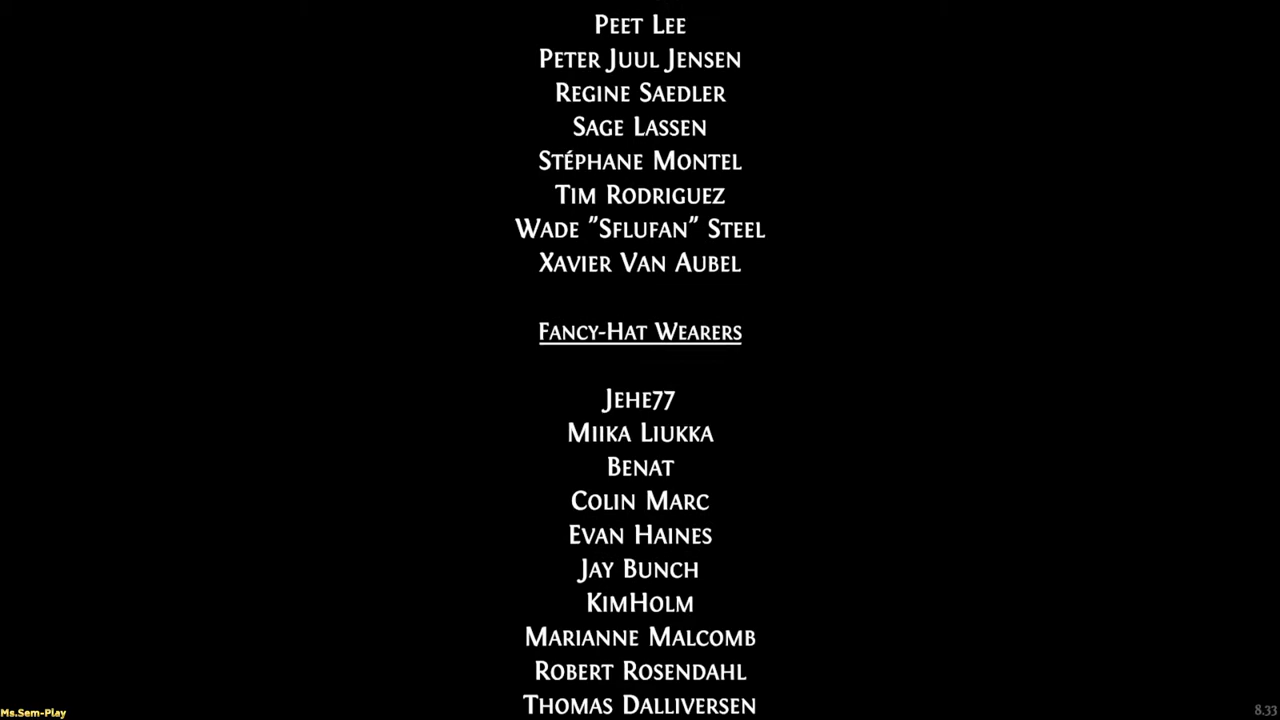 Peet Lee
Peter Juul Jensen
Regine Saedler
Sage Lassen
Stéphane Montel
Tim Rodriguez
Wade "Sflufan" Steel
Xavier Van Aubel
Fancy-Hat Wearers
Jehe77
Miika Liukka
Benat
Colin Marc
Evan Haines
Jay Bunch
KimHolm
Marianne Malcomb
Robert Rosendahl
Thomas Dalliversen
Ms.Sem-Play
8.33